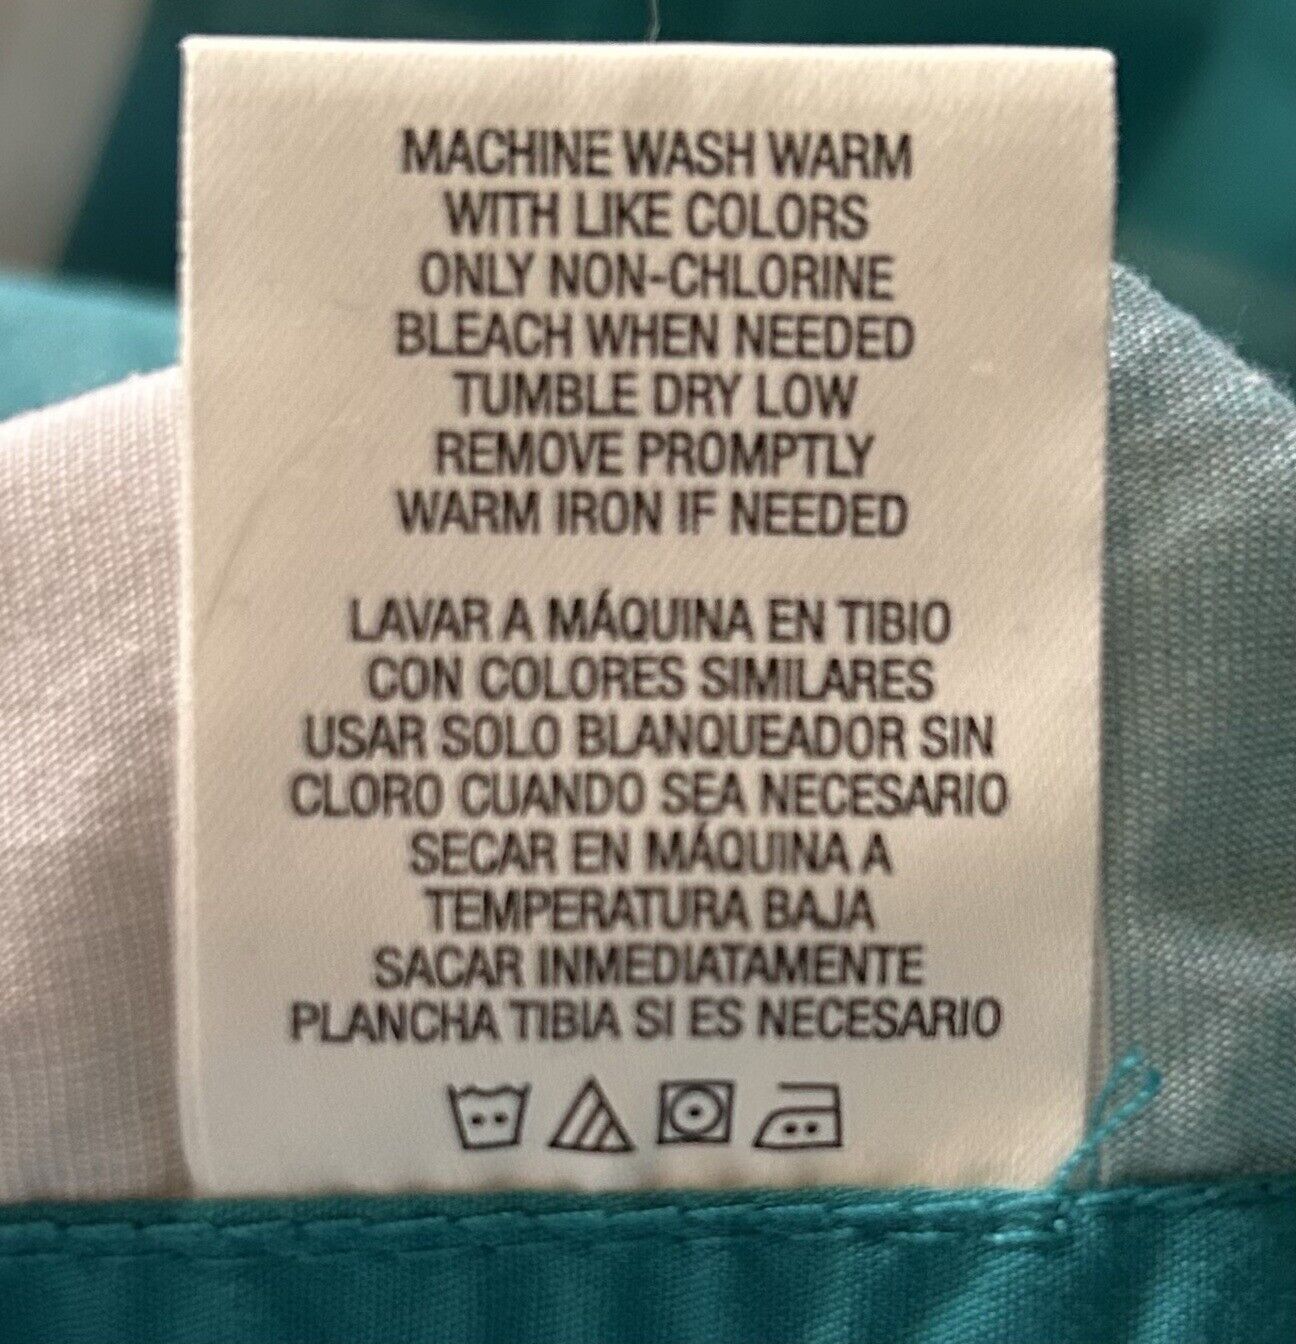 MACHINE WASH WARM
WITH LIKE COLORS
ONLY NON-CHLORINE
BLEACH WHEN NEEDED
TUMBLE DRY LOW
REMOVE PROMPTLY
WARM IRON IF NEEDED
LAVAR A MÁQUINA EN TIBIO
CON COLORES SIMILARES
USAR SOLO BLANQUEADOR SIN
CLORO CUANDO SEA NECESARIO
SECAR EN MÁQUINA A
TEMPERATURA BAJA
SACAR INMEDIATAMENTE
PLANCHA TIBIA SI ES NECESARIO